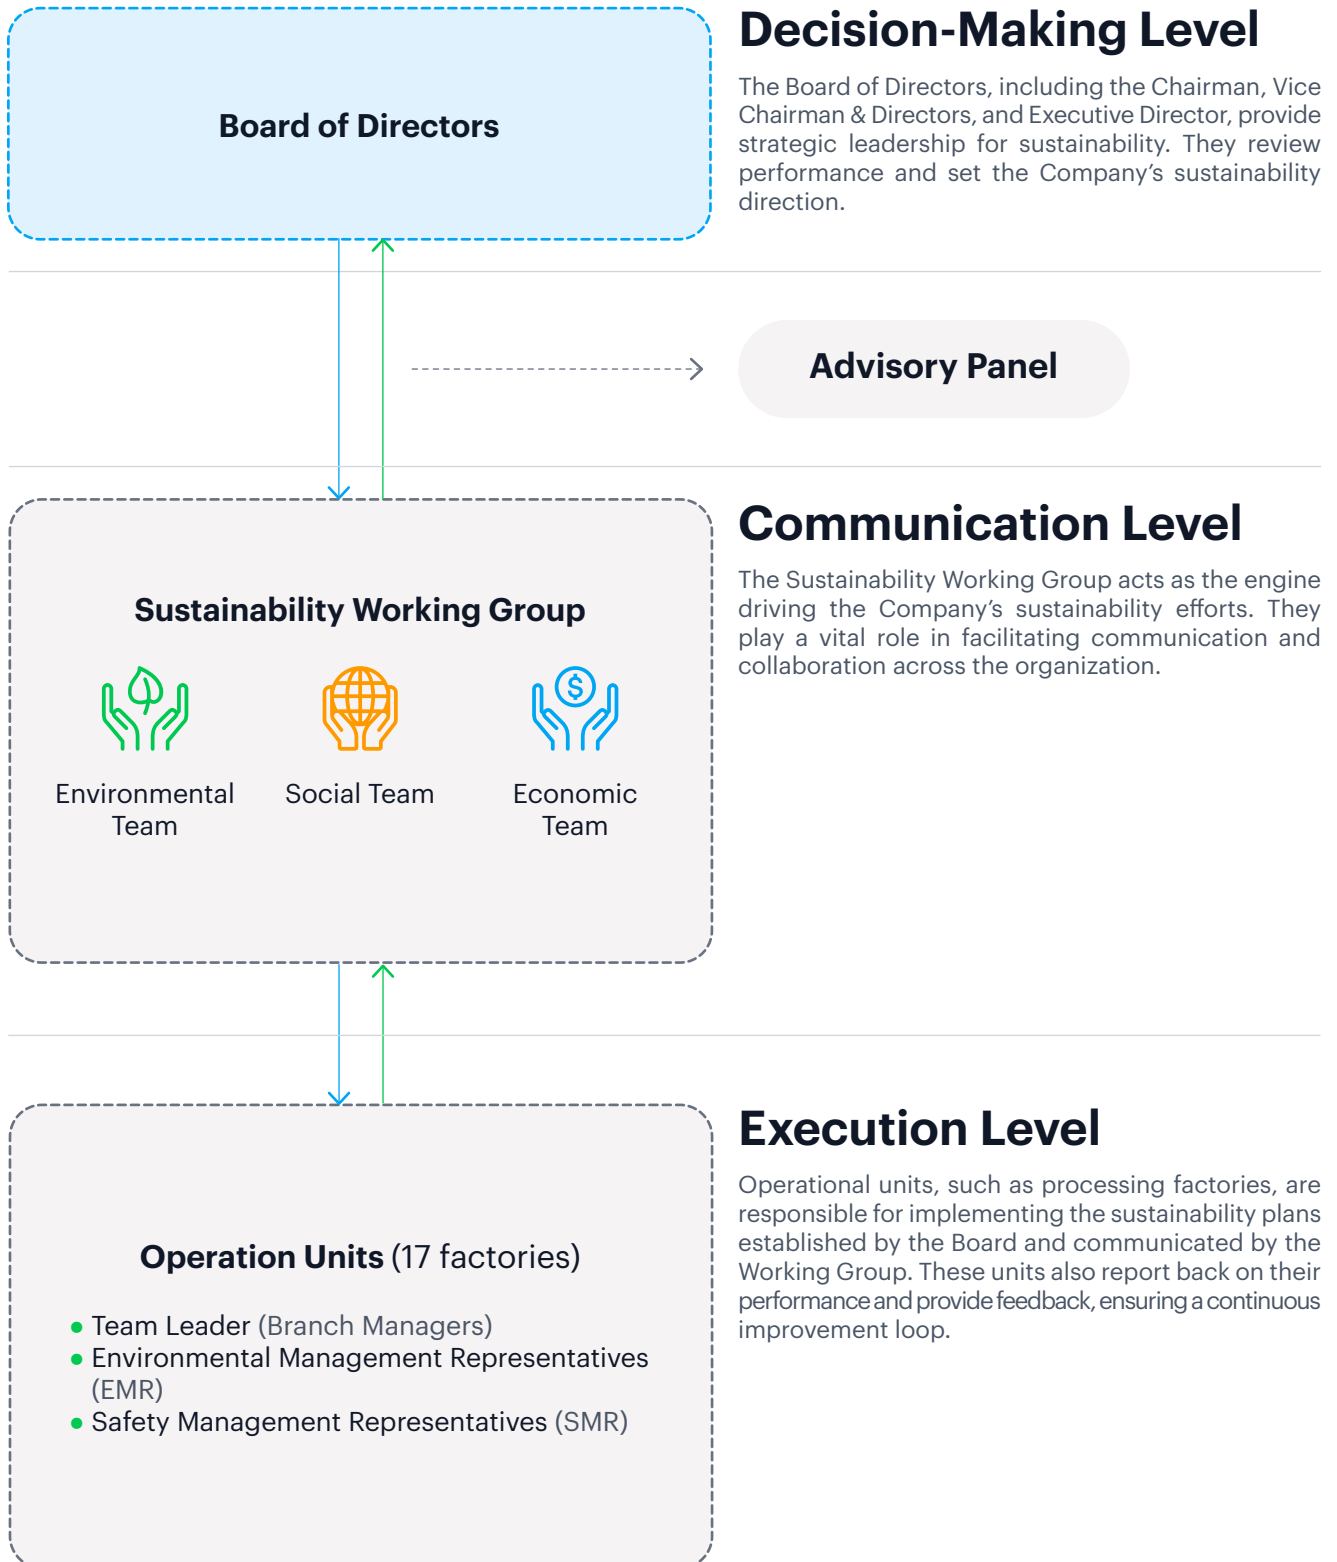 Board of Directors
Decision-Making Level
The Board of Directors, including the Chairman, Vice
Chairman & Directors, and Executive Director, provide
strategic leadership for sustainability. They review
performance and set the Company’s sustainability
direction.
Advisory Panel
Sustainability Working Group
Environmental
Team
Social Team
Economic
Team
Communication Level
The Sustainability Working Group acts as the engine
driving the Company’s sustainability efforts. They
play a vital role in facilitating communication and
collaboration across the organization.
Operation Units (17 factories)
• Team Leader (Branch Managers)
• Environmental Management Representatives
(EMR)
• Safety Management Representatives (SMR)
Execution Level
Operational units, such as processing factories, are
responsible for implementing the sustainability plans
established by the Board and communicated by the
Working Group. These units also report back on their
performance and provide feedback, ensuring a continuous
improvement loop.